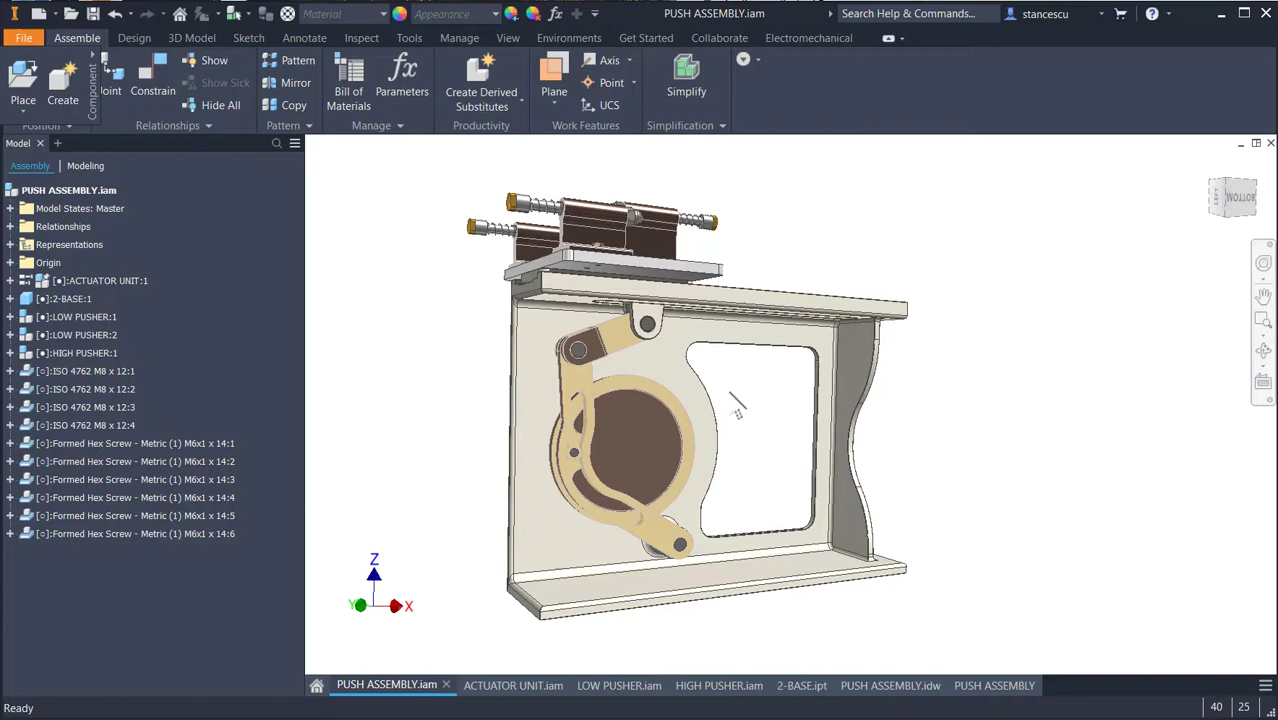 Material
Appearance
PUSH ASSEMBLY.iam
Search Help & Commands...
stancescu
File
Assemble
Design
3D Model
Sketch
Annotate
Inspect
Tools
Manage
View
Environments
Get Started
Collaborate
Electromechanical
Place
Create
Component
Joint
Constrain
Show
Show Sick
Hide All
Pattern
Mirror
Copy
Bill of
Materials
Parameters
Create Derived
Substitutes
Plane
Axis
Point
UCS
Simplify
Position
Relationships
Pattern
Manage
Productivity
Work Features
Simplification
Model
Assembly
Modeling
PUSH ASSEMBLY.iam
Model States: Master
Relationships
Representations
Origin
[●]:ACTUATOR UNIT:1
[●]:2-BASE:1
[●]:LOW PUSHER:1
[●]:LOW PUSHER:2
[●]:HIGH PUSHER:1
[○]:ISO 4762 M8 x 12:1
[○]:ISO 4762 M8 x 12:2
[○]:ISO 4762 M8 x 12:3
[○]:ISO 4762 M8 x 12:4
[○]:Formed Hex Screw - Metric (1) M6x1 x 14:1
[○]:Formed Hex Screw - Metric (1) M6x1 x 14:2
[○]:Formed Hex Screw - Metric (1) M6x1 x 14:3
[○]:Formed Hex Screw - Metric (1) M6x1 x 14:4
[○]:Formed Hex Screw - Metric (1) M6x1 x 14:5
[○]:Formed Hex Screw - Metric (1) M6x1 x 14:6
LEFT
BOTTOM
Z
Y
X
PUSH ASSEMBLY.iam
ACTUATOR UNIT.iam
LOW PUSHER.iam
HIGH PUSHER.iam
2-BASE.ipt
PUSH ASSEMBLY.idw
PUSH ASSEMBLY
Ready
40
25